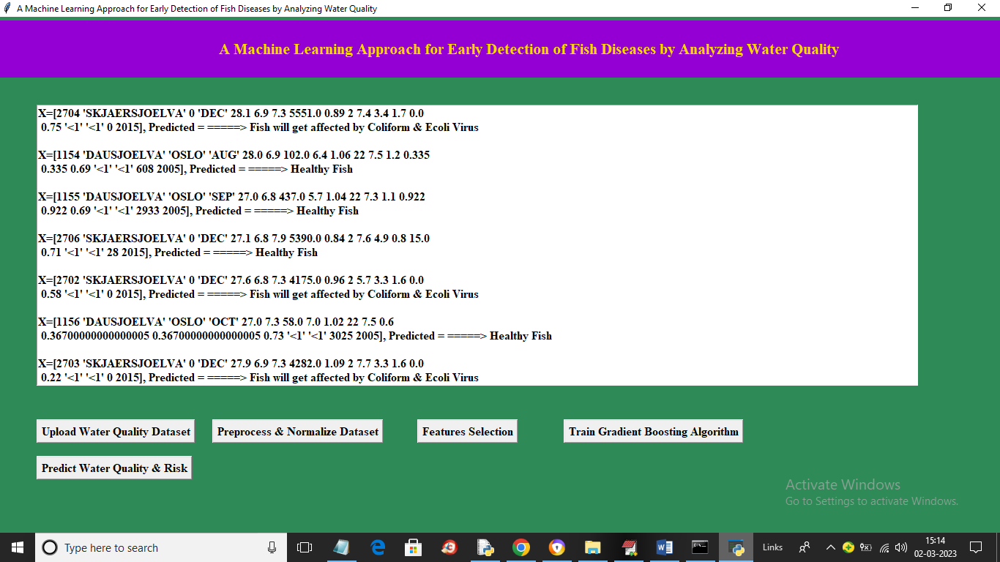 A Machine Learning Approach for Early Detection of Fish Diseases by Analyzing Water Quality
A Machine Learning Approach for Early Detection of Fish Diseases by Analyzing Water Quality
X=[2704 'SKJAERSJOELVA' 0 'DEC' 28.1 6.9 7.3 5551.0 0.89 2 7.4 3.4 1.7 0.0
0.75 '<1' '<1' 0 2015], Predicted = =====> Fish will get affected by Coliform & Ecoli Virus
X=[1154 'DAUSJOELVA' 'OSLO' 'AUG' 28.0 6.9 102.0 6.4 1.06 22 7.5 1.2 0.335
0.335 0.69 '<1' '<1' 608 2005], Predicted = =====> Healthy Fish
X=[1155 'DAUSJOELVA' 'OSLO' 'SEP' 27.0 6.8 437.0 5.7 1.04 22 7.3 1.1 0.922
0.922 0.69 '<1' '<1' 2933 2005], Predicted = =====> Healthy Fish
X=[2706 'SKJAERSJOELVA' 0 'DEC' 27.1 6.8 7.9 5390.0 0.84 2 7.6 4.9 0.8 15.0
0.71 '<1' '<1' 28 2015], Predicted = =====> Healthy Fish
X=[2702 'SKJAERSJOELVA' 0 'DEC' 27.6 6.8 7.3 4175.0 0.96 2 5.7 3.3 1.6 0.0
0.58 '<1' '<1' 0 2015], Predicted = =====> Fish will get affected by Coliform & Ecoli Virus
X=[1156 'DAUSJOELVA' 'OSLO' 'OCT' 27.0 7.3 58.0 7.0 1.02 22 7.5 0.6
0.36700000000000005 0.36700000000000005 0.73 '<1' '<1' 3025 2005], Predicted = =====> Healthy Fish
X=[2703 'SKJAERSJOELVA' 0 'DEC' 27.9 6.9 7.3 4282.0 1.09 2 7.7 3.3 1.6 0.0
0.22 '<1' '<1' 0 2015], Predicted = =====> Fish will get affected by Coliform & Ecoli Virus
Upload Water Quality Dataset
Preprocess & Normalize Dataset
Features Selection
Train Gradient Boosting Algorithm
Predict Water Quality & Risk
Activate Windows
Go to Settings to activate Windows.
Type here to search
Links
15:14
02-03-2023